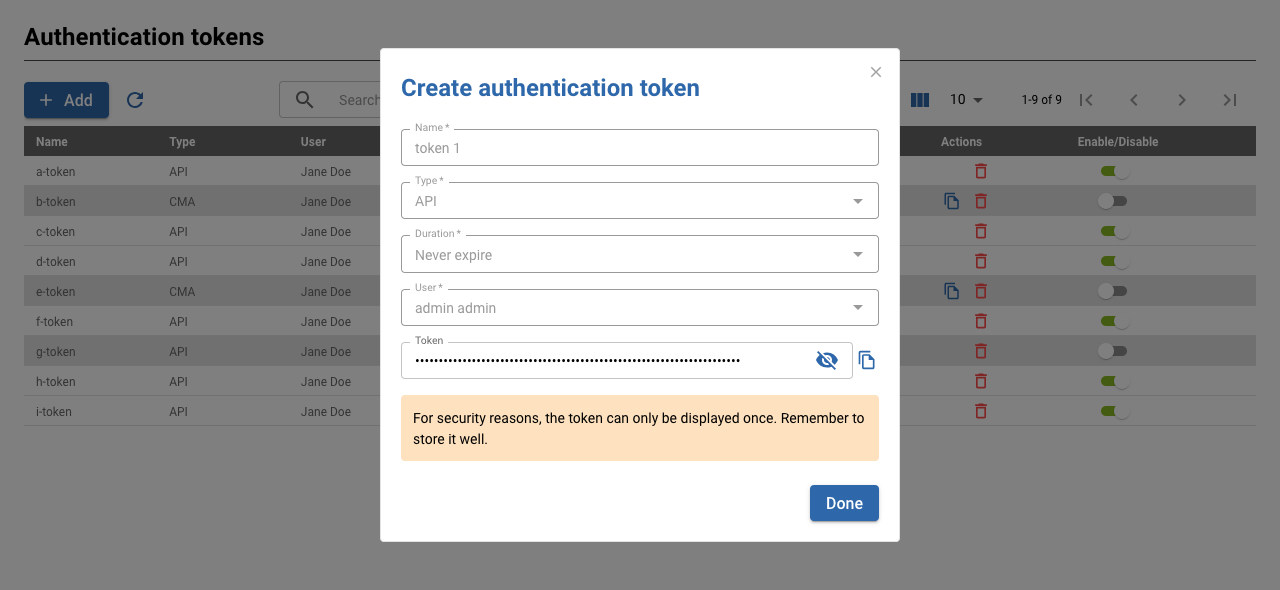 Authentication tokens
Add
Search
10
1-9 of 9
Name Type User Actions Enable/Disable
a-token API Jane Doe
b-token CMA Jane Doe
c-token API Jane Doe
d-token API Jane Doe
e-token CMA Jane Doe
f-token API Jane Doe
g-token API Jane Doe
h-token API Jane Doe
i-token API Jane Doe
Create authentication token
Name *
token 1
Type *
API
Duration *
Never expire
User *
admin admin
Token
For security reasons, the token can only be displayed once. Remember to
store it well.
Done